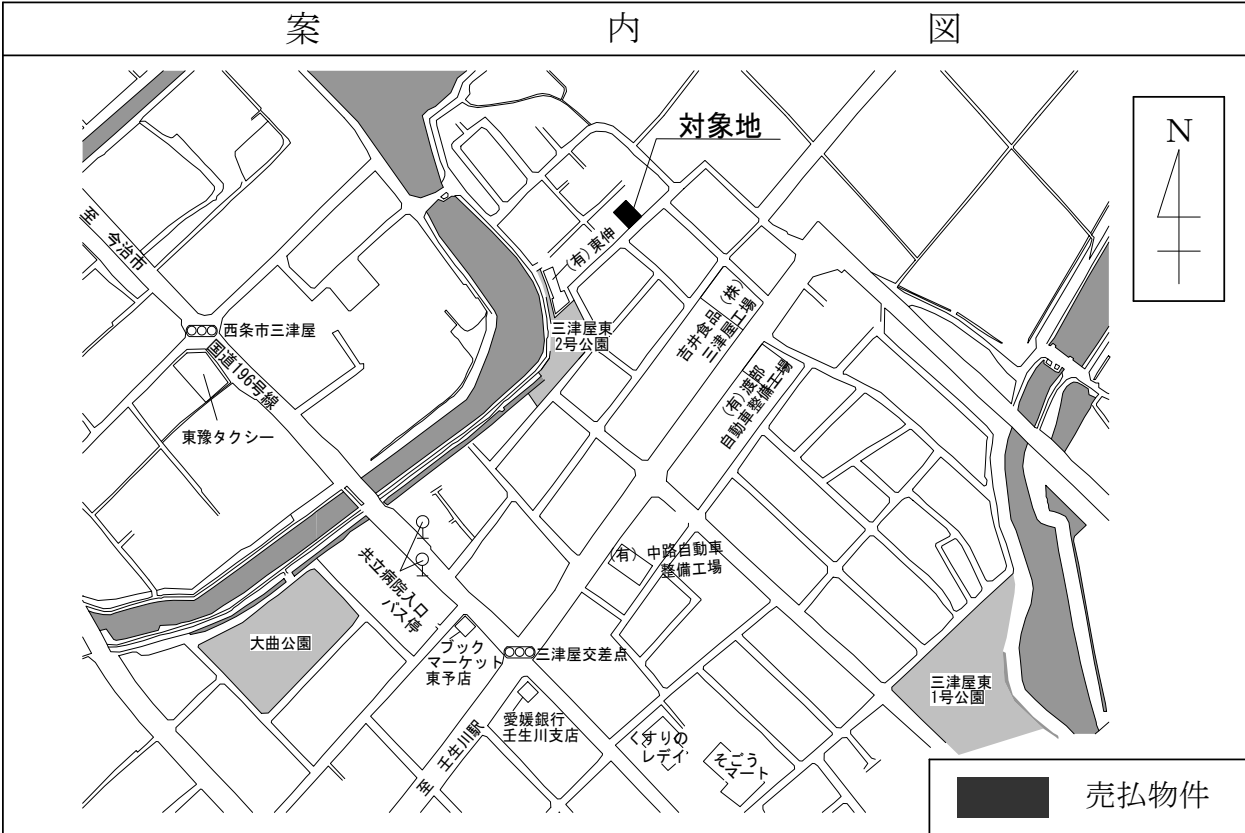 案内図
対象地
N
至 今治市
(有)東伸
西条市三津屋
国道196号線
三津屋東
2号公園
吉井食品(株)
三津屋工場
(有)渡部
自動車整備工場
東豫タクシー
共立病院入口
バス停
(有) 中路自動車
整備工場
大曲公園
ブック
マーケット
東予店
三津屋交差点
三津屋東
1号公園
愛媛銀行
壬生川支店
至 壬生川駅
くすりの
レデイ
そごう
マート
売払物件